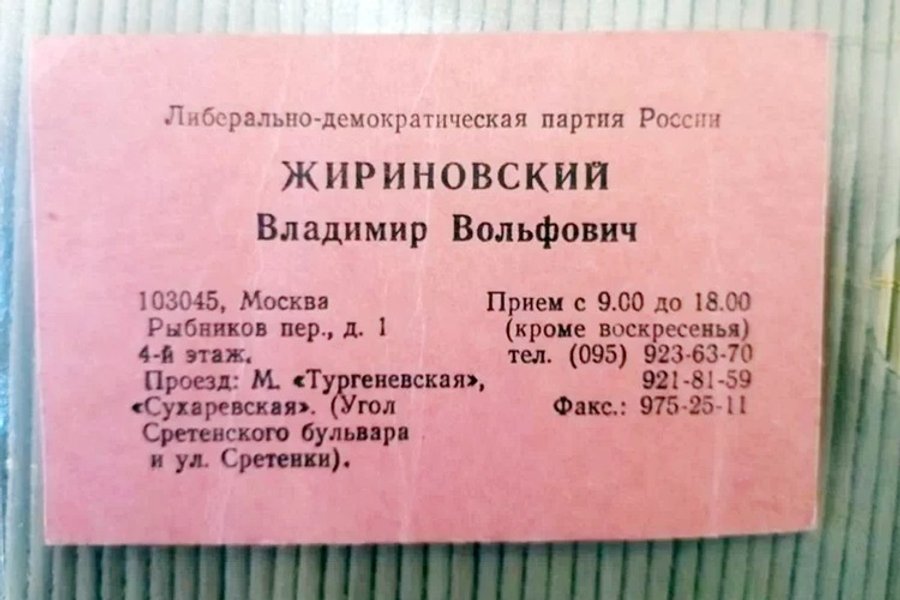 Либерально-демократическая партия России
ЖИРИНОВСКИЙ
Владимир Вольфович
103045, Москва
Рыбников пер., д. 1
4-й этаж.
Проезд: М. «Тургеневская»,
«Сухаревская». (Угол
Сретенского бульвара
и ул. Сретенки).
Прием с 9.00 до 18.00
(кроме воскресенья)
тел. (095) 923-63-70
921-81-59
Факс.: 975-25-11